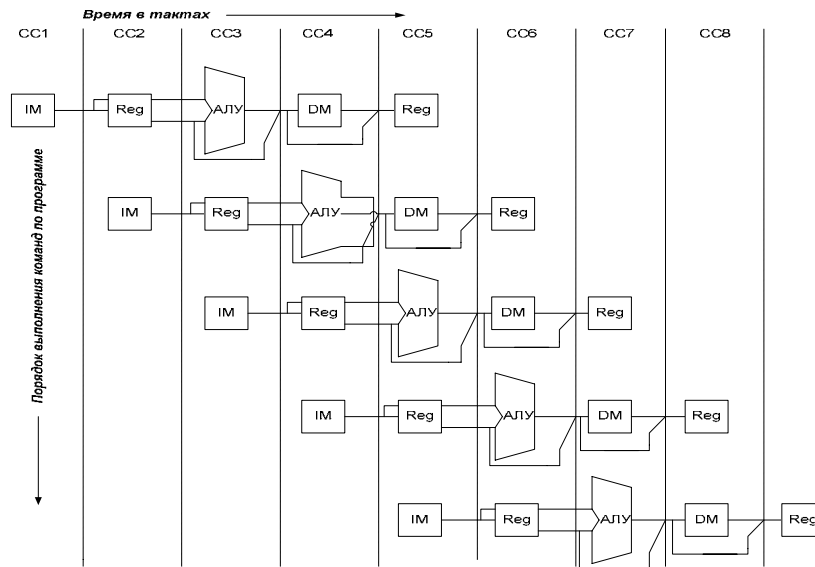 Время в тактах
CC1 CC2 CC3 CC4 CC5 CC6 CC7 CC8
IM Reg АЛУ DM Reg
IM Reg АЛУ DM Reg
IM Reg АЛУ DM Reg
IM Reg АЛУ DM Reg
IM Reg АЛУ DM Reg
Порядок выполнения команд по программе